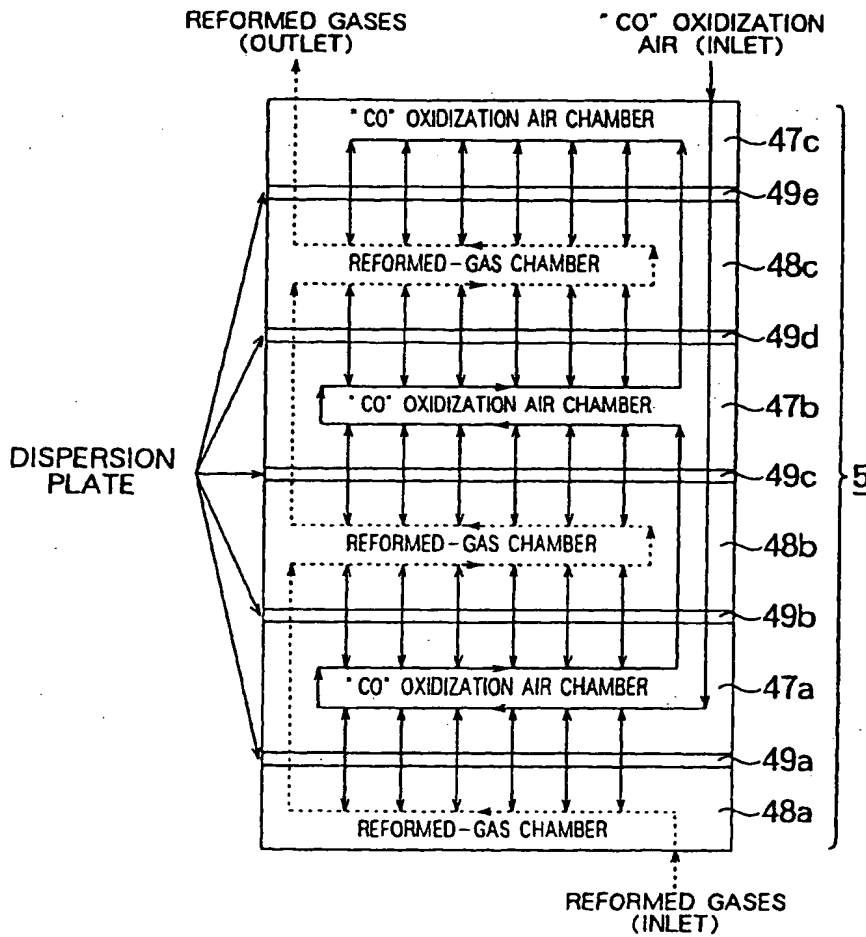 REFORMED GASES
(OUTLET)
"CO" OXIDIZATION
AIR (INLET)
"CO" OXIDIZATION AIR CHAMBER
47c
49e
REFORMED-GAS CHAMBER
48c
49d
"CO" OXIDIZATION AIR CHAMBER
47b
DISPERSION
PLATE
49c
5
REFORMED-GAS CHAMBER
48b
49b
"CO" OXIDIZATION AIR CHAMBER
47a
49a
REFORMED-GAS CHAMBER
48a
REFORMED GASES
(INLET)